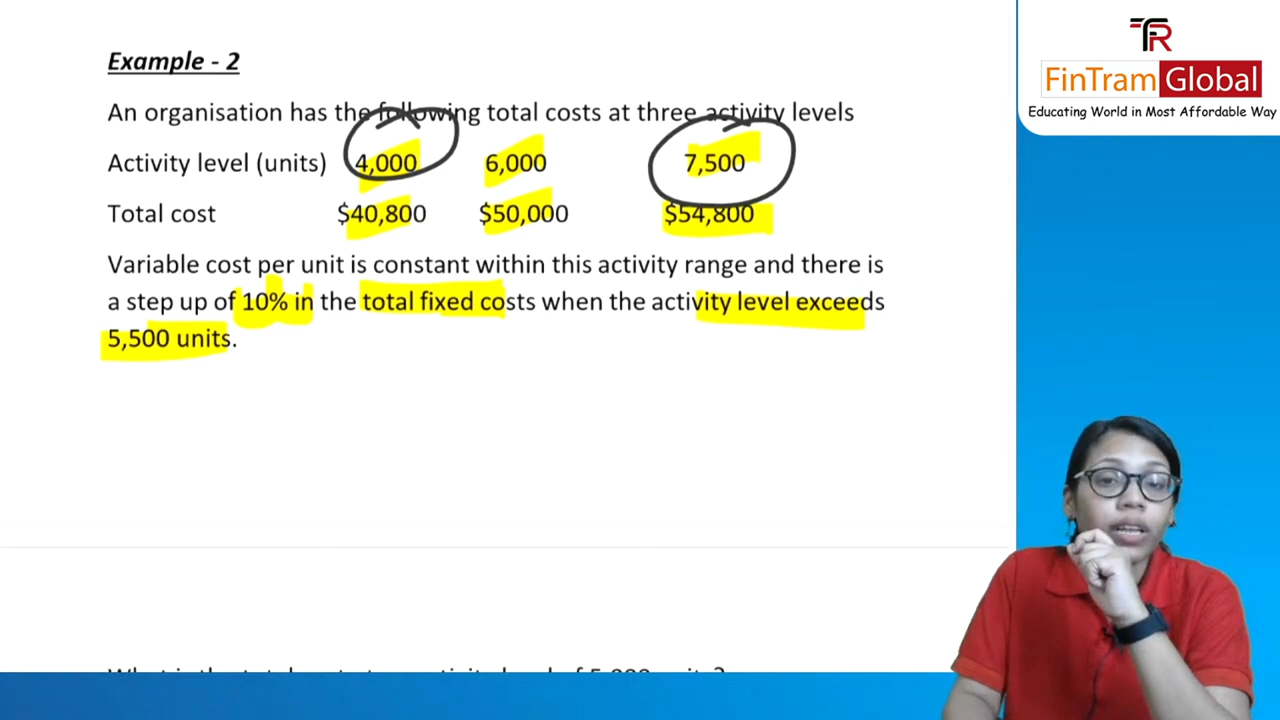 Example - 2
An organisation has the following total costs at three activity levels
Activity level (units) 4,000 6,000 7,500
Total cost $40,800 $50,000 $54,800
Variable cost per unit is constant within this activity range and there is
a step up of 10% in the total fixed costs when the activity level exceeds
5,500 units.
TR
FinTram Global
Educating World in Most Affordable Way